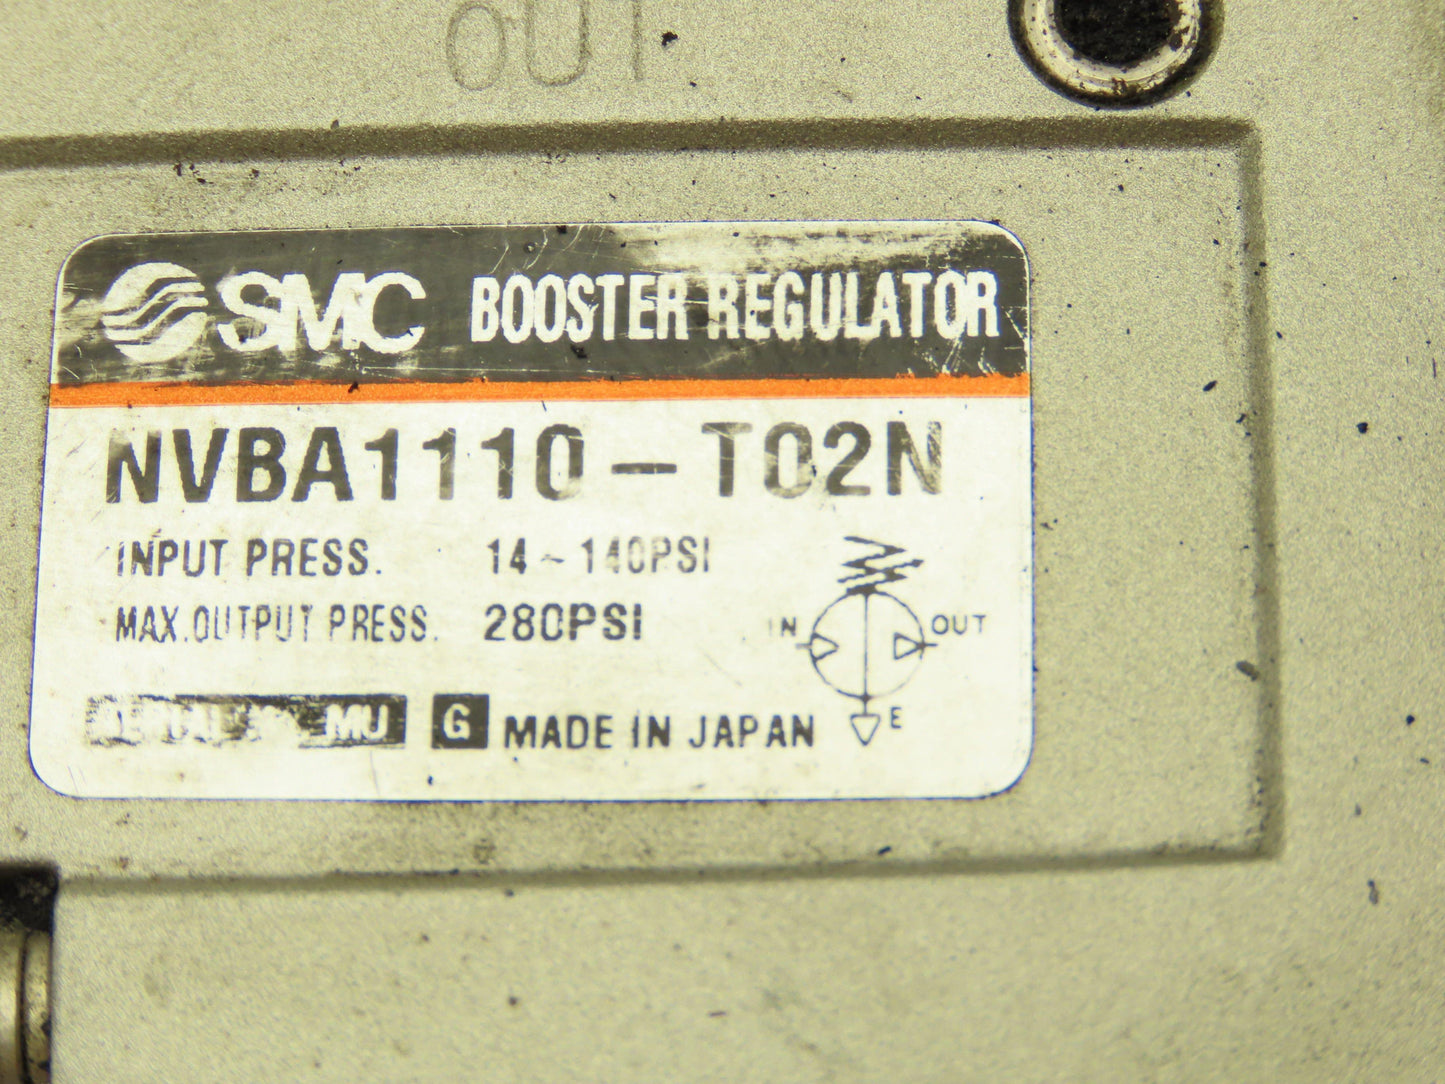 OUT
SMC BOOSTER REGULATOR
NVBA1110-T02N
INPUT PRESS. 14~140PSI
MAX.OUTPUT PRESS. 280PSI
IN OUT
MU G MADE IN JAPAN E